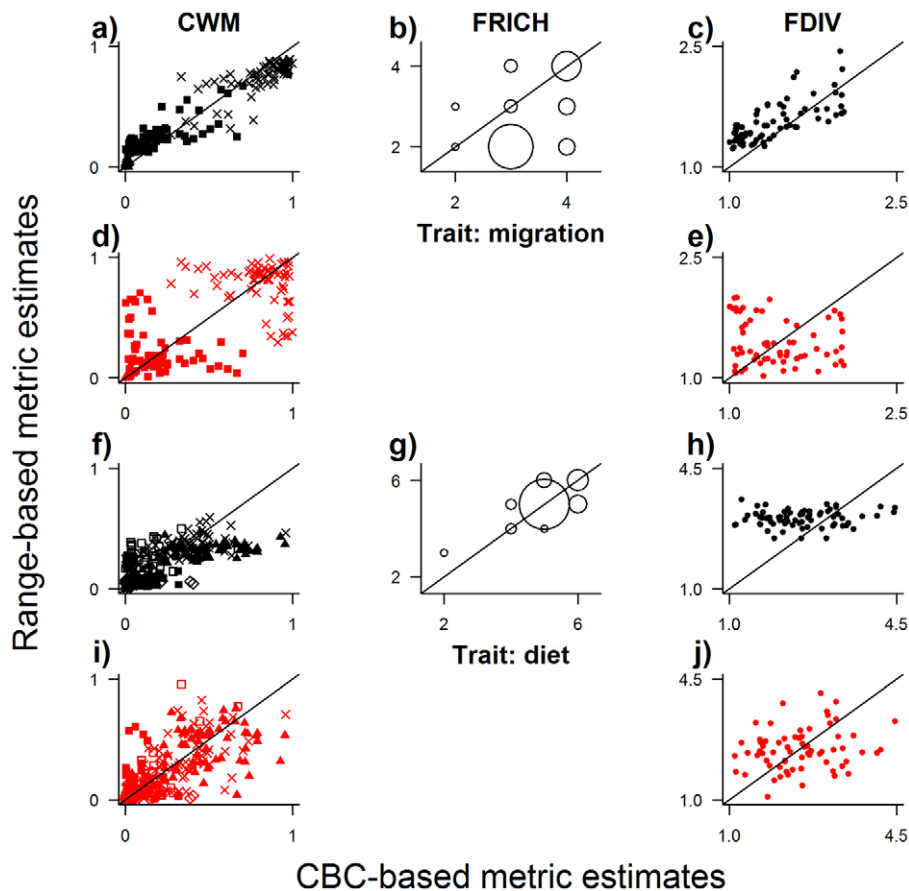 CWM FRICH FDIV
a) b) c)
1 4 2.5
0 2 1.0
0 1 2 4 1.0 2.5
Trait: migration
d) e)
1 2.5
0 1.0
0 1 1.0 2.5
f) g) h)
1 6 4.5
0 2 1.0
0 1 2 6 1.0 4.5
Trait: diet
i) j)
1 4.5
0 1.0
0 1 1.0 4.5
Range-based metric estimates
CBC-based metric estimates